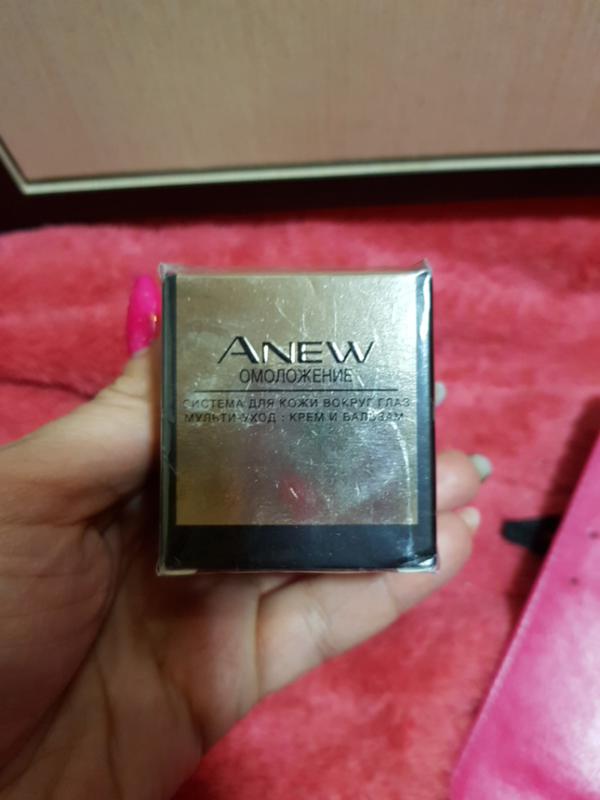 ANEW
ОМОЛОЖЕНИЕ
СИСТЕМА ДЛЯ КОЖИ ВОКРУГ ГЛАЗ
МУЛЬТИ-УХОД : КРЕМ И БАЛЬЗАМ